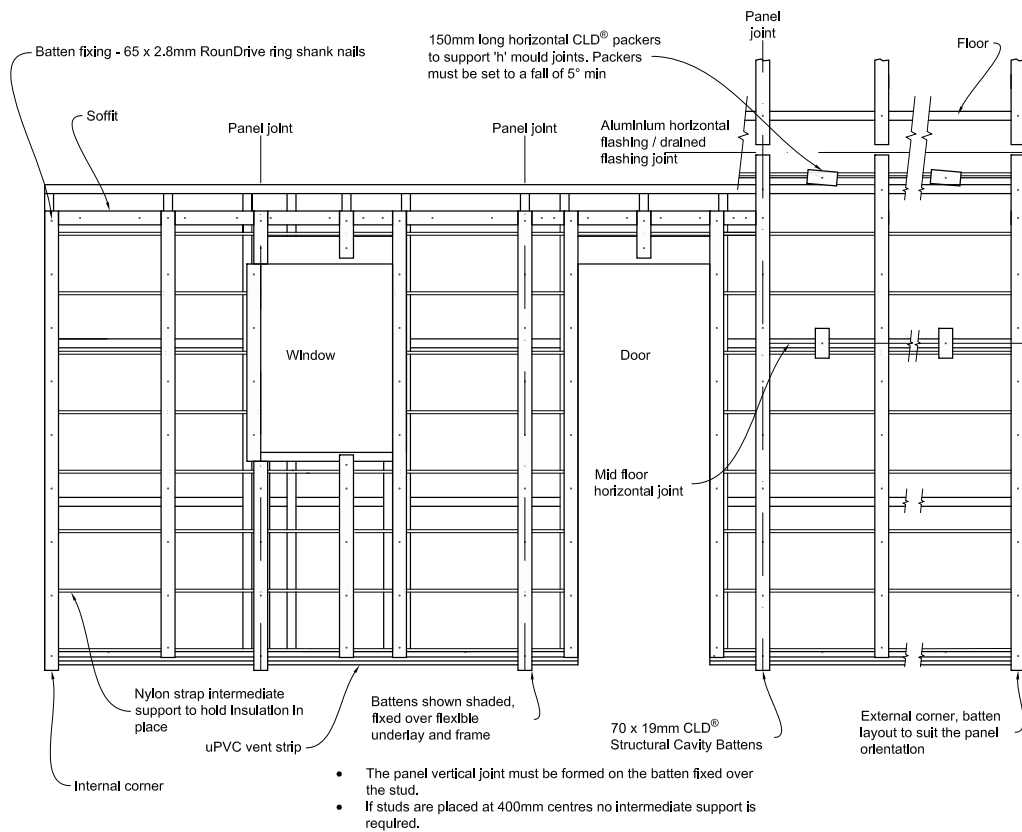 Panel
joint
150mm long horizontal CLD® packers
to support 'h' mould joints. Packers
must be set to a fall of 5° min
Batten fixing - 65 x 2.8mm RounDrive ring shank nails
Floor
Soffit
Panel joint
Panel joint
Aluminium horizontal
flashing / drained
flashing joint
Window
Door
Mid floor
horizontal joint
Nylon strap intermediate
support to hold insulation in
place
Battens shown shaded,
fixed over flexible
underlay and frame
70 x 19mm CLD®
Structural Cavity Battens
External corner, batten
layout to suit the panel
orientation
uPVC vent strip
Internal corner
• The panel vertical joint must be formed on the batten fixed over
the stud.
• If studs are placed at 400mm centres no intermediate support is
required.